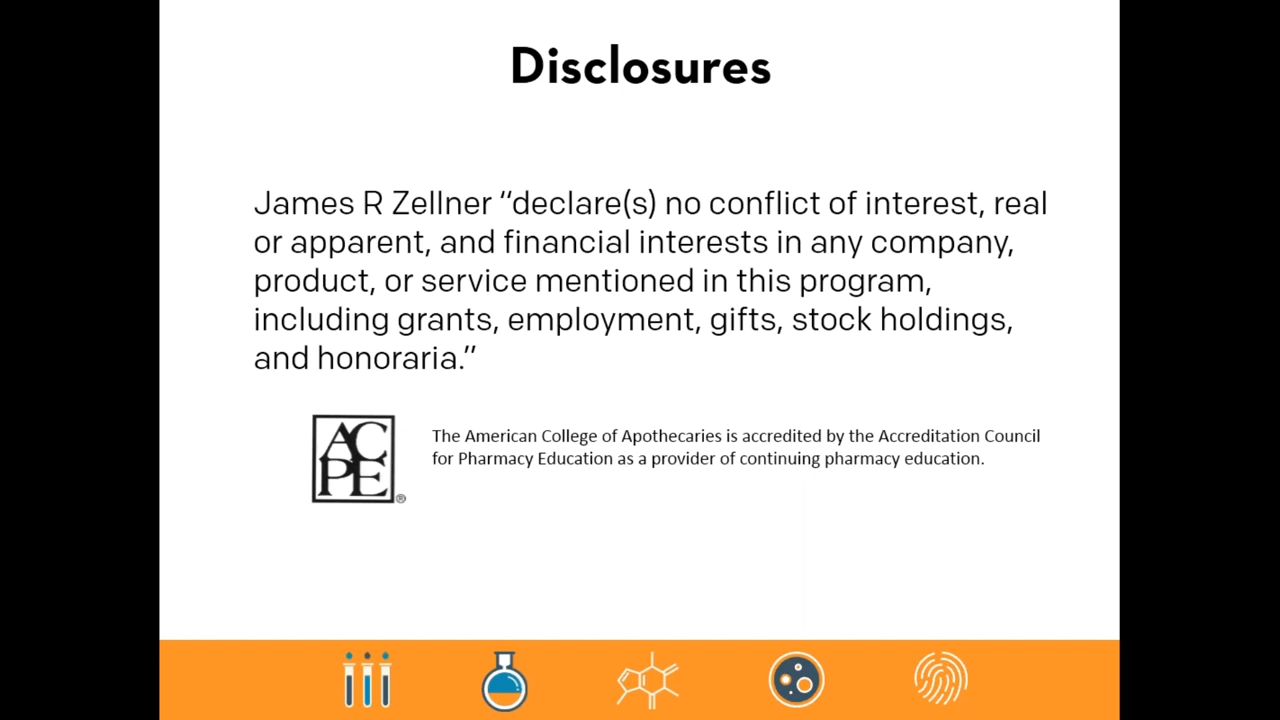 Disclosures
James R Zellner “declare(s) no conflict of interest, real
or apparent, and financial interests in any company,
product, or service mentioned in this program,
including grants, employment, gifts, stock holdings,
and honoraria.”
AC
PE
®
The American College of Apothecaries is accredited by the Accreditation Council
for Pharmacy Education as a provider of continuing pharmacy education.